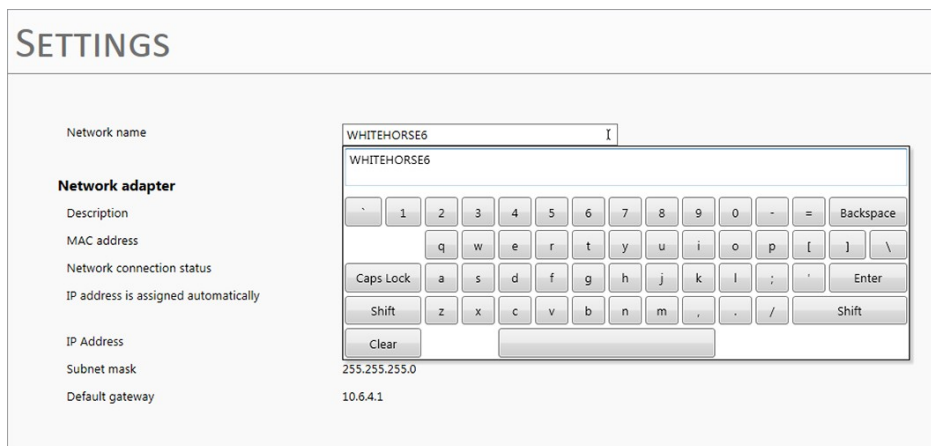 SETTINGS
Network name
WHITEHORSE6
WHITEHORSE6
Network adapter
Description
MAC address
Network connection status
IP address is assigned automatically
IP Address
Subnet mask
Default gateway
` 1 2 3 4 5 6 7 8 9 0 - = Backspace
q w e r t y u i o p [ ] \
Caps Lock a s d f g h j k l ; ' Enter
Shift z x c v b n m , . / Shift
Clear
255.255.255.0
10.6.4.1